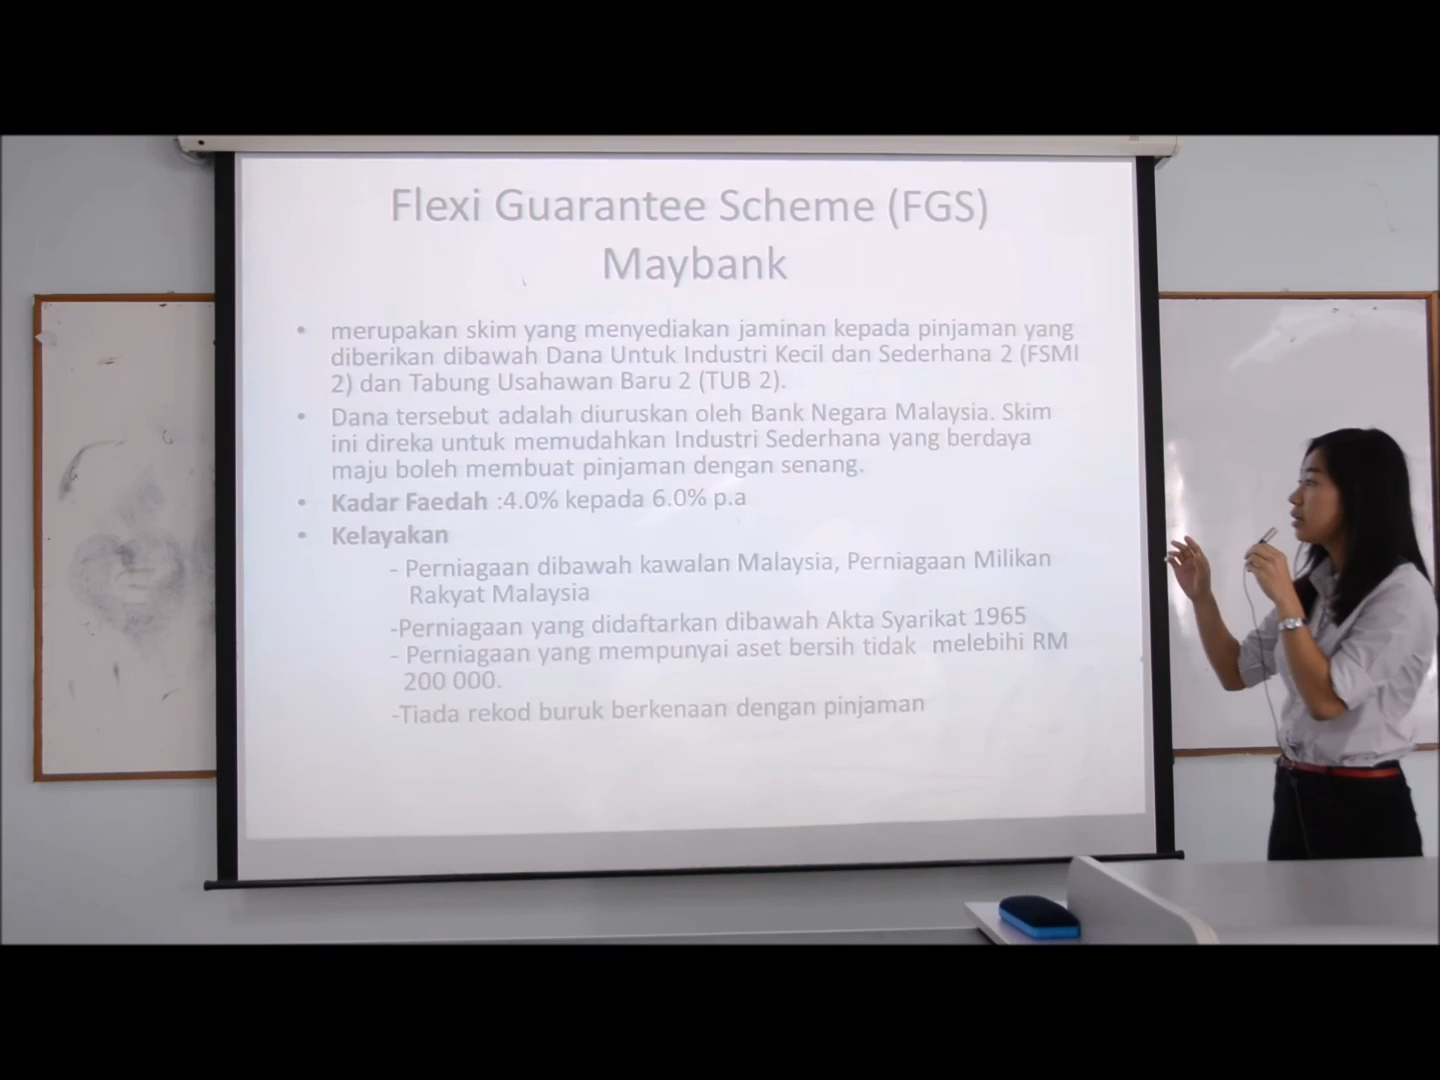 Flexi Guarantee Scheme (FGS)
Maybank
• merupakan skim yang menyediakan jaminan kepada pinjaman yang
diberikan dibawah Dana Untuk Industri Kecil dan Sederhana 2 (FSMI
2) dan Tabung Usahawan Baru 2 (TUB 2).
• Dana tersebut adalah diuruskan oleh Bank Negara Malaysia. Skim
ini direka untuk memudahkan Industri Sederhana yang berdaya
maju boleh membuat pinjaman dengan senang.
• Kadar Faedah :4.0% kepada 6.0% p.a
• Kelayakan
- Perniagaan dibawah kawalan Malaysia, Perniagaan Milikan
Rakyat Malaysia
-Perniagaan yang didaftarkan dibawah Akta Syarikat 1965
- Perniagaan yang mempunyai aset bersih tidak melebihi RM
200 000.
-Tiada rekod buruk berkenaan dengan pinjaman